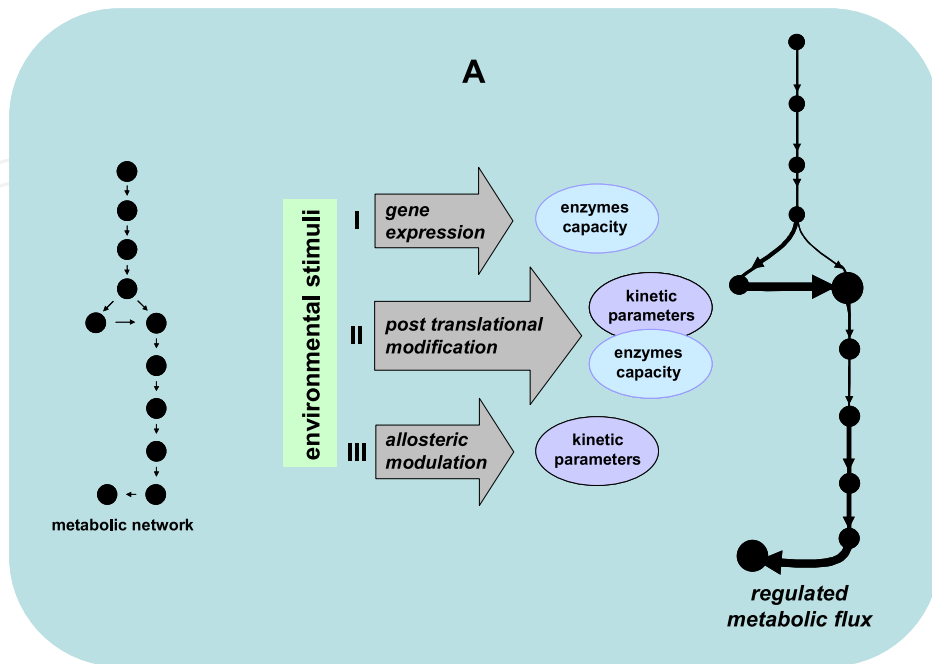 A
environmental stimuli
I
gene
expression
enzymes
capacity
II
post translational
modification
kinetic
parameters
enzymes
capacity
III
allosteric
modulation
kinetic
parameters
metabolic network
regulated
metabolic flux